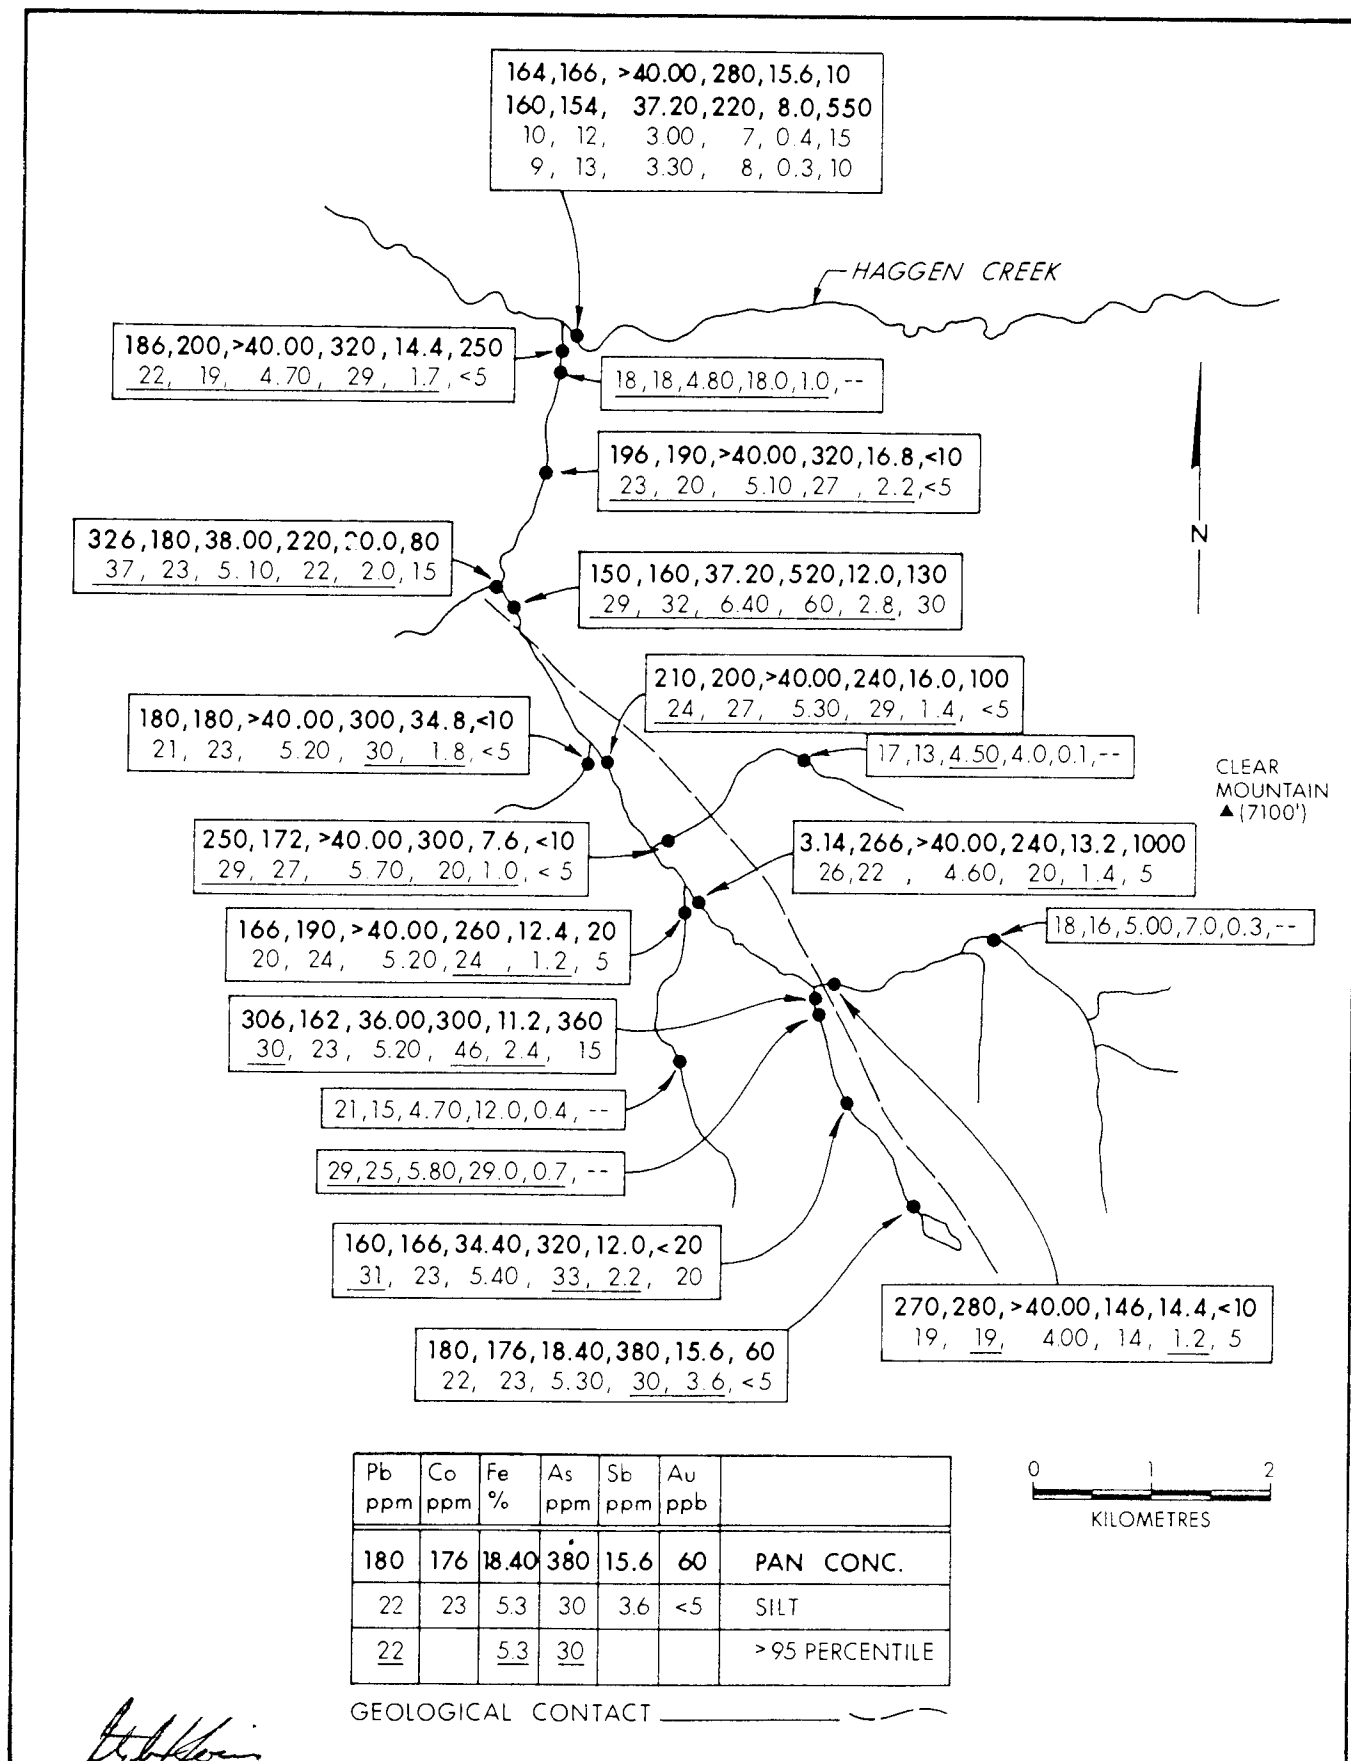 164,166, >40.00,280,15.6,10
160,154, 37.20,220, 8.0,550
10, 12, 3.00, 7, 0.4,15
9, 13, 3.30, 8, 0.3,10
HAGGEN CREEK
186,200,>40.00, 320,14.4, 250
22, 19, 4.70, 29, 1.7, <5
18,18,4.80,18.0,1.0,--
196,190,>40.00,320,16.8,<10
23, 20, 5.10,27, 2.2,<5
N
326,180,38.00,220,20.0,80
37, 23, 5.10, 22, 2.0,15
150,160,37.20,520,12.0,130
29, 32, 6.40, 60, 2.8, 30
210,200,>40.00,240,16.0,100
24, 27, 5.30, 29, 1.4, <5
180,180,>40.00,300,34.8,<10
21, 23, 5.20, 30, 1.8, <5
17,13,4.50,4.0,0.1,--
CLEAR
MOUNTAIN
▲(7100')
250,172, >40.00,300, 7.6, <10
29, 27, 5.70, 20, 1.0, <5
3.14,266,>40.00,240,13.2,1000
26,22, 4.60, 20, 1.4, 5
166,190,>40.00,260,12.4,20
20, 24, 5.20,24, 1.2, 5
18,16,5.00,7.0,0.3,--
306,162,36.00,300,11.2,360
30, 23, 5.20, 46, 2.4, 15
21,15,4.70,12.0,0.4,--
29,25,5.80,29.0,0.7,--
160,166,34.40,320,12.0,<20
31, 23, 5.40, 33, 2.2, 20
270,280,>40.00,146,14.4,<10
19, 19, 4.00, 14, 1.2, 5
180, 176,18.40,380,15.6, 60
22, 23, 5.30, 30, 3.6,<5
Pb Co Fe As Sb Au
ppm ppm % ppm ppm ppb
180 176 18.40 380 15.6 60 PAN CONC.
22 23 5.3 30 3.6 <5 SILT
22 5.3 30 >95 PERCENTILE
0 1 2
KILOMETRES
GEOLOGICAL CONTACT